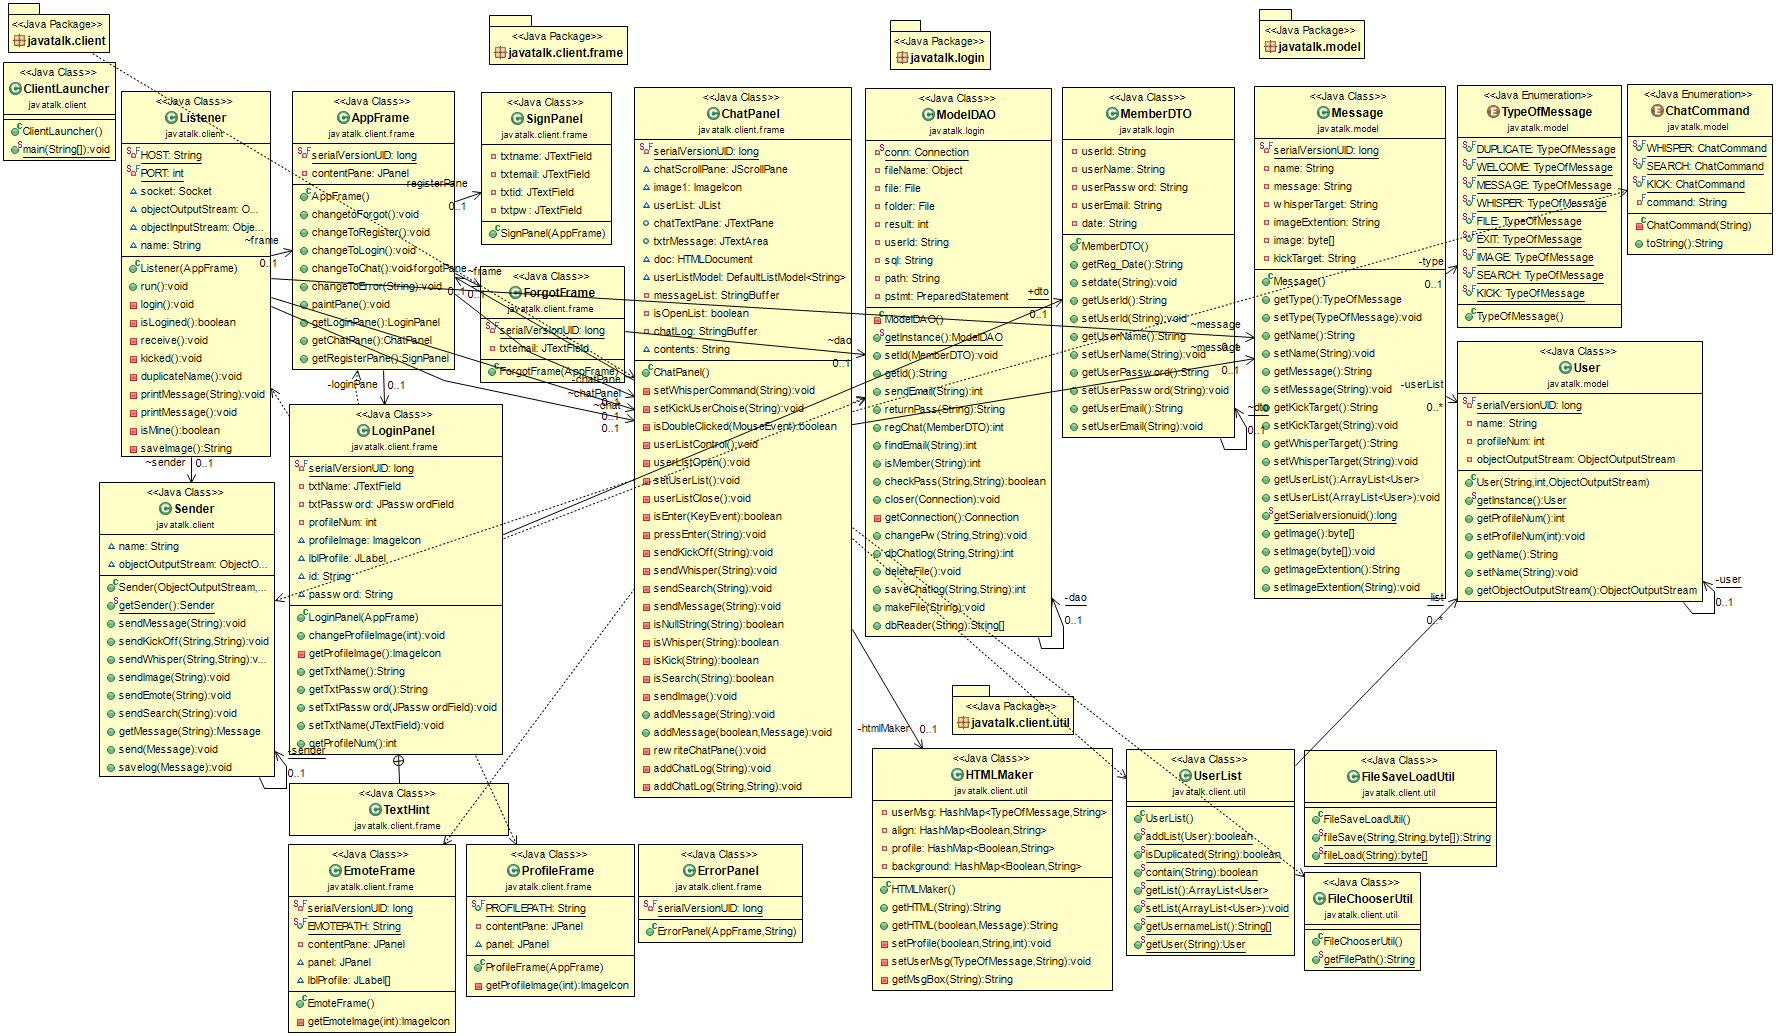 <<Java Package>>
javatalk.client
<<Java Package>>
javatalk.client.frame
<<Java Package>>
javatalk.login
<<Java Package>>
javatalk.model
<<Java Class>>
ClientLauncher
javatalk.client
ClientLauncher()
main(String[]):void
<<Java Class>>
Listener
javatalk.client
HOST: String
PORT: int
socket: Socket
objectOutputStream: O...
objectInputStream: Obje...
name: String
Listener(AppFrame)
run():void
login():void
isLogined():boolean
receive():void
kicked():void
duplicateName():void
printMessage(String):void
printMessage():void
isMine():boolean
saveImage():String
~frame
0..1
~sender
0..1
<<Java Class>>
AppFrame
javatalk.client.frame
serialVersionUID: long
contentPane: JPanel
AppFrame()
changetoForgot():void
changeToRegister():void
changeToLogin():void
changeToChat():void
changeToError(String):void
paintPane():void
getLoginPane():LoginPanel
getChatPane():ChatPanel
getRegisterPane():SignPanel
registerPane
0..1
-forgotPane
0..1
~frame
0..1
-loginPane
0..1
<<Java Class>>
SignPanel
javatalk.client.frame
txtname: JTextField
txtemail: JTextField
txtid: JTextField
txtpw: JTextField
SignPanel(AppFrame)
<<Java Class>>
ForgotFrame
javatalk.client.frame
serialVersionUID: long
txtemail: JTextField
ForgotFrame(AppFrame)
-chatPane
0..1
~chatPanel
0..1
~chat
0..1
<<Java Class>>
ChatPanel
javatalk.client.frame
serialVersionUID: long
chatScrollPane: JScrollPane
image1: ImageIcon
userList: JList
chatTextPane: JTextPane
txtrMessage: JTextArea
doc: HTMLDocument
userListModel: DefaultListModel<String>
messageList: StringBuffer
isOpenList: boolean
chatLog: StringBuffer
contents: String
ChatPanel()
setWhisperCommand(String):void
setKickUserChoise(String):void
isDoubleClicked(MouseEvent):boolean
userListControl():void
userListOpen():void
setUserList():void
userListClose():void
isEnter(KeyEvent):boolean
pressEnter(String):void
sendKickOff(String):void
sendWhisper(String):void
sendSearch(String):void
sendMessage(String):void
isNullString(String):boolean
isWhisper(String):boolean
isKick(String):boolean
isSearch(String):boolean
sendImage():void
addMessage(String):void
addMessage(boolean,Message):void
rewriteChatPane():void
addChatLog(String):void
addChatLog(String,String):void
~dao
0..1
<<Java Class>>
ModelDAO
javatalk.login
conn: Connection
fileName: Object
file: File
folder: File
result: int
userId: String
sql: String
path: String
pstmt: PreparedStatement
ModelDAO()
getInstance():ModelDAO
setId(MemberDTO):void
getId():String
sendEmail(String):int
returnPass(String):String
regChat(MemberDTO):int
findEmail(String):int
isMember(String):int
checkPass(String,String):boolean
closer(Connection):void
getConnection():Connection
changePw(String,String):void
dbChatlog(String,String):int
deleteFile():void
saveChatlog(String,String):int
makeFile(String):void
dbReader(String):String[]
+dto
0..1
-dao
0..1
<<Java Class>>
MemberDTO
javatalk.login
userId: String
userName: String
userPassword: String
userEmail: String
date: String
MemberDTO()
getReg_Date():String
setdate(String):void
getUserId():String
setUserId(String):void
getUserName():String
setUserName(String):void
getUserPassword():String
setUserPassword(String):void
getUserEmail():String
setUserEmail(String):void
~message
0..1
~message
0..1
~dto
0..1
<<Java Class>>
Message
javatalk.model
serialVersionUID: long
name: String
message: String
whisperTarget: String
imageExtention: String
image: byte[]
kickTarget: String
Message()
getType():TypeOfMessage
setType(TypeOfMessage):void
getName():String
setName(String):void
getMessage():String
setMessage(String):void
getKickTarget():String
setKickTarget(String):void
getWhisperTarget():String
setWhisperTarget(String):void
getUserList():ArrayList<User>
setUserList(ArrayList<User>):void
getSerialversionuid():long
getImage():byte[]
setImage(byte[]):void
getImageExtention():String
setImageExtention(String):void
-type
0..1
-userList
0..*
<<Java Enumeration>>
TypeOfMessage
javatalk.model
DUPLICATE: TypeOfMessage
WELCOME: TypeOfMessage
MESSAGE: TypeOfMessage
WHISPER: TypeOfMessage
FILE: TypeOfMessage
EXIT: TypeOfMessage
IMAGE: TypeOfMessage
SEARCH: TypeOfMessage
KICK: TypeOfMessage
TypeOfMessage()
<<Java Enumeration>>
ChatCommand
javatalk.model
WHISPER: ChatCommand
SEARCH: ChatCommand
KICK: ChatCommand
command: String
ChatCommand(String)
toString():String
<<Java Class>>
User
javatalk.model
serialVersionUID: long
name: String
profileNum: int
objectOutputStream: ObjectOutputStream
User(String,int,ObjectOutputStream)
getInstance():User
getProfileNum():int
setProfileNum(int):void
getName():String
setName(String):void
getObjectOutputStream():ObjectOutputStream
-user
0..1
list
0..*
<<Java Class>>
Sender
javatalk.client
name: String
objectOutputStream: ObjectO...
Sender(ObjectOutputStream,...
getSender():Sender
sendMessage(String):void
sendKickOff(String,String):void
sendWhisper(String,String):v...
sendImage(String):void
sendEmote(String):void
sendSearch(String):void
getMessage(String):Message
send(Message):void
savelog(Message):void
-sender
0..1
<<Java Class>>
LoginPanel
javatalk.client.frame
serialVersionUID: long
txtName: JTextField
txtPassword: JPasswordField
profileNum: int
profileImage: ImageIcon
lblProfile: JLabel
id: String
password: String
LoginPanel(AppFrame)
changeProfileImage(int):void
getProfileImage():ImageIcon
getTxtName():String
getTxtPassword():String
setTxtPassword(JPasswordField):void
setTxtName(JTextField):void
getProfileNum():int
<<Java Class>>
TextHint
javatalk.client.frame
<<Java Class>>
EmoteFrame
javatalk.client.frame
serialVersionUID: long
EMOTEPATH: String
contentPane: JPanel
panel: JPanel
lblProfile: JLabel[]
EmoteFrame()
getEmoteImage(int):ImageIcon
<<Java Class>>
ProfileFrame
javatalk.client.frame
PROFILEPATH: String
contentPane: JPanel
panel: JPanel
ProfileFrame(AppFrame)
getProfileImage(int):ImageIcon
<<Java Class>>
ErrorPanel
javatalk.client.frame
serialVersionUID: long
ErrorPanel(AppFrame,String)
<<Java Package>>
javatalk.client.util
-htmlMaker
0..1
<<Java Class>>
HTMLMaker
javatalk.client.util
userMsg: HashMap<TypeOfMessage,String>
align: HashMap<Boolean,String>
profile: HashMap<Boolean,String>
background: HashMap<Boolean,String>
HTMLMaker()
getHTML(String):String
getHTML(boolean,Message):String
setProfile(boolean,String,int):void
setUserMsg(TypeOfMessage,String):void
getMsgBox(String):String
<<Java Class>>
UserList
javatalk.client.util
UserList()
addList(User):boolean
isDuplicated(String):boolean
contain(String):boolean
getList():ArrayList<User>
setList(ArrayList<User>):void
getUsernameList():String[]
getUser(String):User
<<Java Class>>
FileSaveLoadUtil
javatalk.client.util
FileSaveLoadUtil()
fileSave(String,String,byte[]):String
fileLoad(String):byte[]
<<Java Class>>
FileChooserUtil
javatalk.client.util
FileChooserUtil()
getFilePath():String